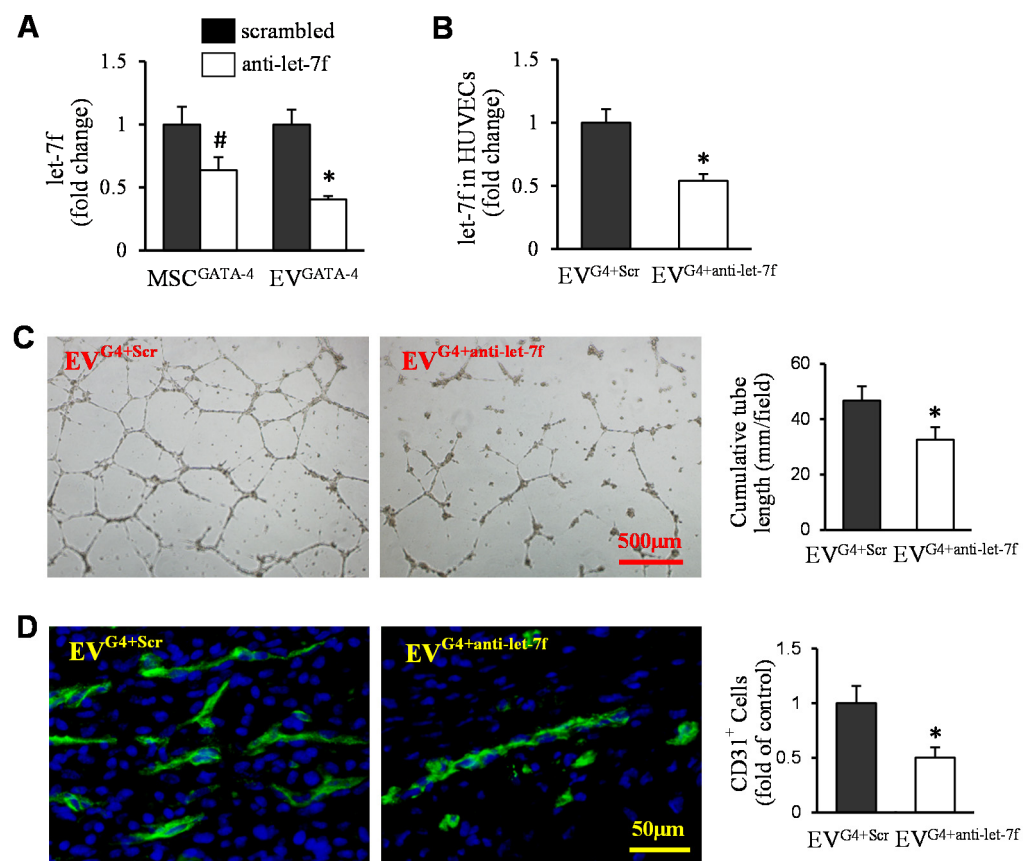 A
scrambled
anti-let-7f
let-7f
(fold change)
1.5
1
0.5
0
#
*
MSC^GATA-4
EV^GATA-4
B
let-7f in HUVECs
(fold change)
1.5
1
0.5
0
*
EV^G4+Scr
EV^G4+anti-let-7f
C
EV^G4+Scr
EV^G4+anti-let-7f
500μm
Cumulative tube
length (mm/field)
60
40
20
0
*
EV^G4+Scr
EV^G4+anti-let-7f
D
EV^G4+Scr
EV^G4+anti-let-7f
50μm
CD31^+ Cells
(fold of control)
1.5
1
0.5
0
*
EV^G4+Scr
EV^G4+anti-let-7f